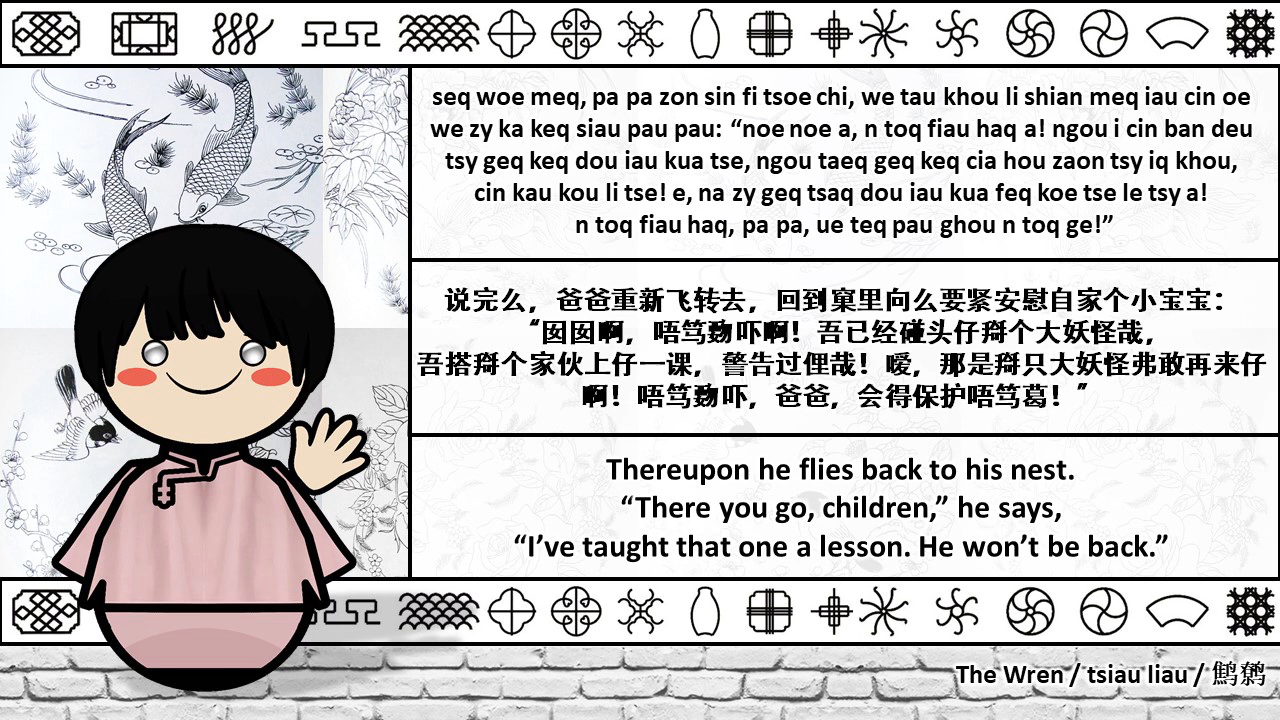 seq woe meq, pa pa zon sin fi tsoe chi, we tau khou li shian meq iau cin oe
we zy ka keq siau pau pau: “noe noe a, n toq fiau haq a! ngou i cin ban deu
tsy geq keq dou iau kua tse, ngou taeq geq keq cia hou zaon tsy iq khou,
cin kau kou li tse! e, na zy geq tsaq dou iau kua feq koe tse le tsy a!
n toq fiau haq, pa pa, ue teq pau ghou n toq ge!”
说完么，爸爸重新飞转去，回到窠里向么要紧安慰自家个小宝宝：
“囡囡啊，唔笃覅吓啊！吾已经碰头仔搿个大妖怪哉，
吾搭搿个家伙上仔一课，警告过俚哉！嗳，那是搿只大妖怪弗敢再来仔
啊！唔笃覅吓，爸爸，会得保护唔笃葛！”
Thereupon he flies back to his nest.
“There you go, children,” he says,
“I’ve taught that one a lesson. He won’t be back.”
The Wren / tsiau liau / 鹪鹩